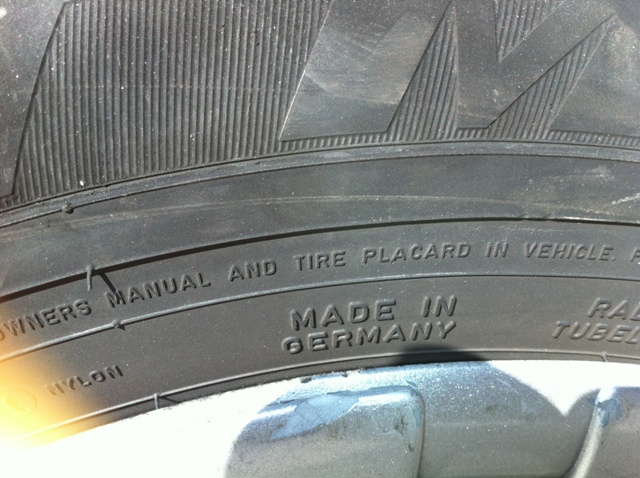 OWNERS MANUAL AND TIRE PLACARD IN VEHICLE.
MADE IN
GERMANY
NYLON